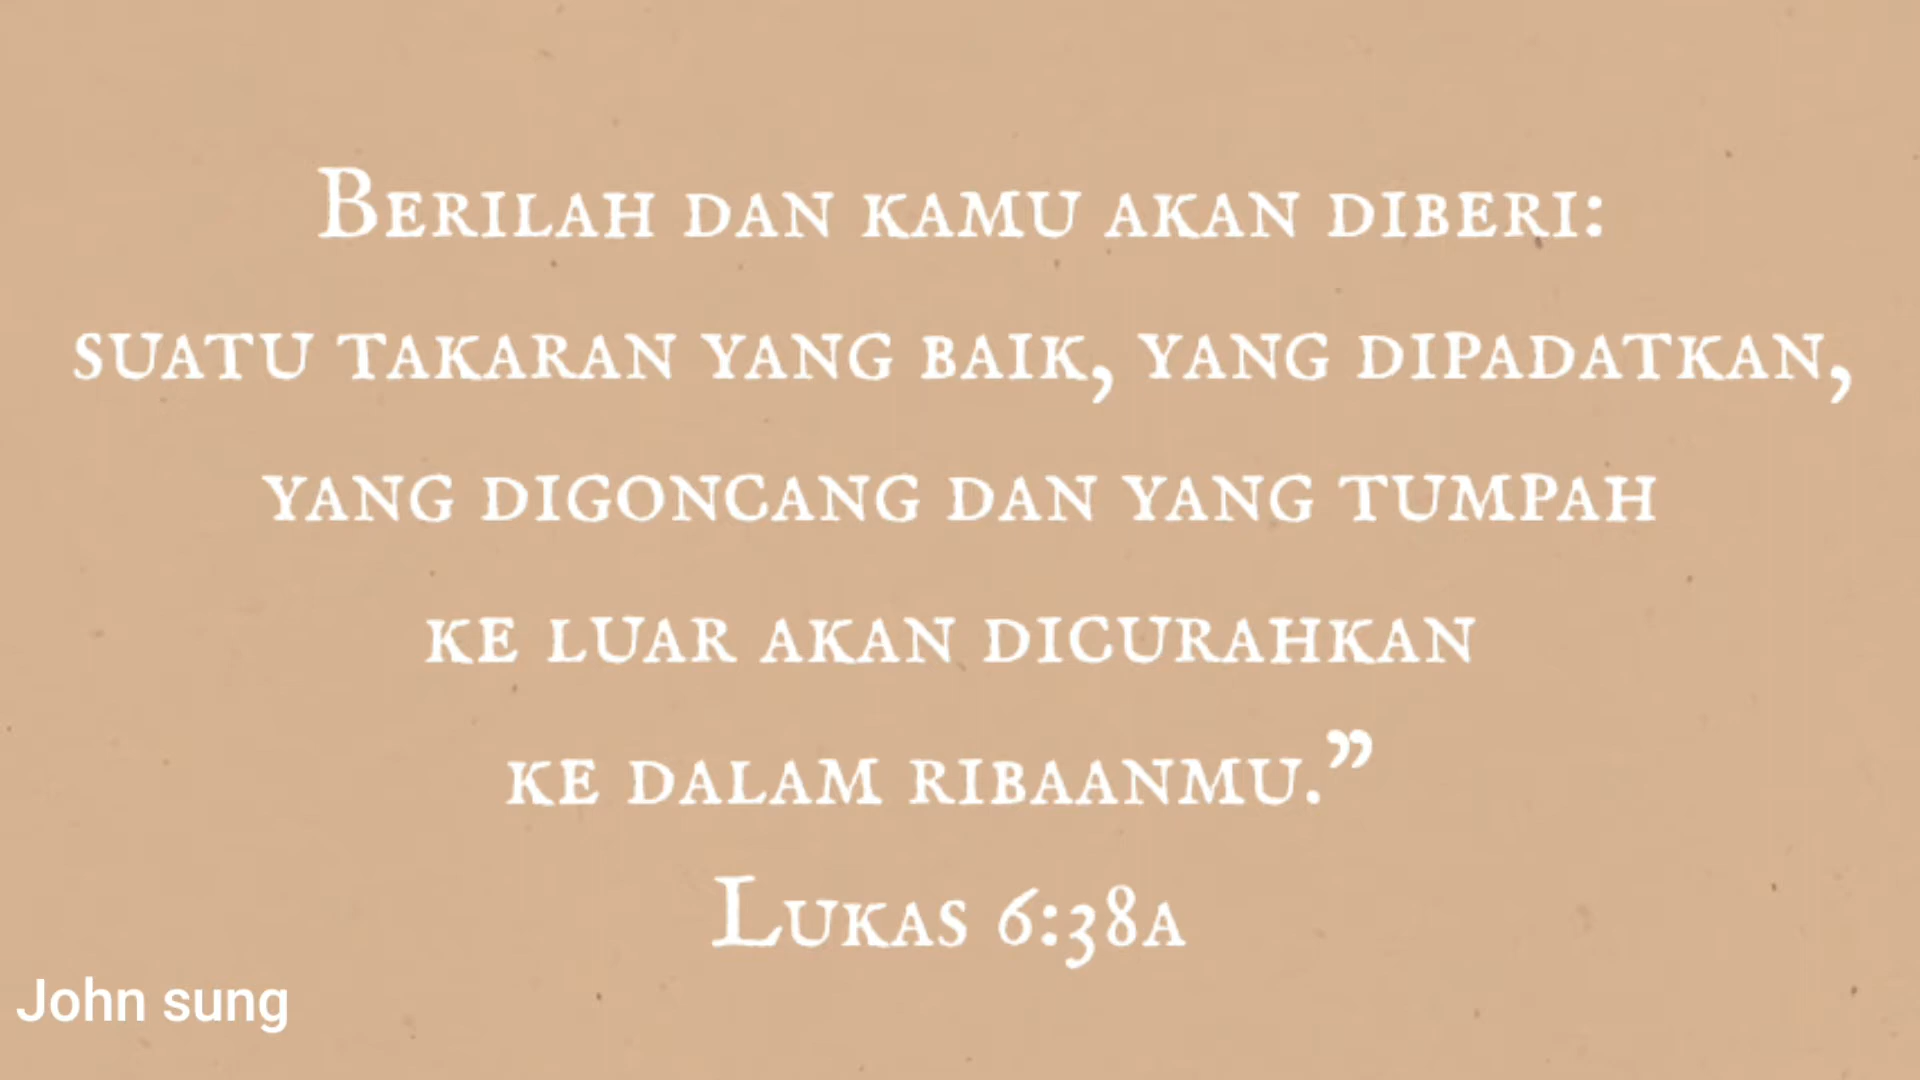 Berilah dan kamu akan diberi:
suatu takaran yang baik, yang dipadatkan,
yang digoncang dan yang tumpah
ke luar akan dicurahkan
ke dalam ribaanmu.”
Lukas 6:38a
John sung